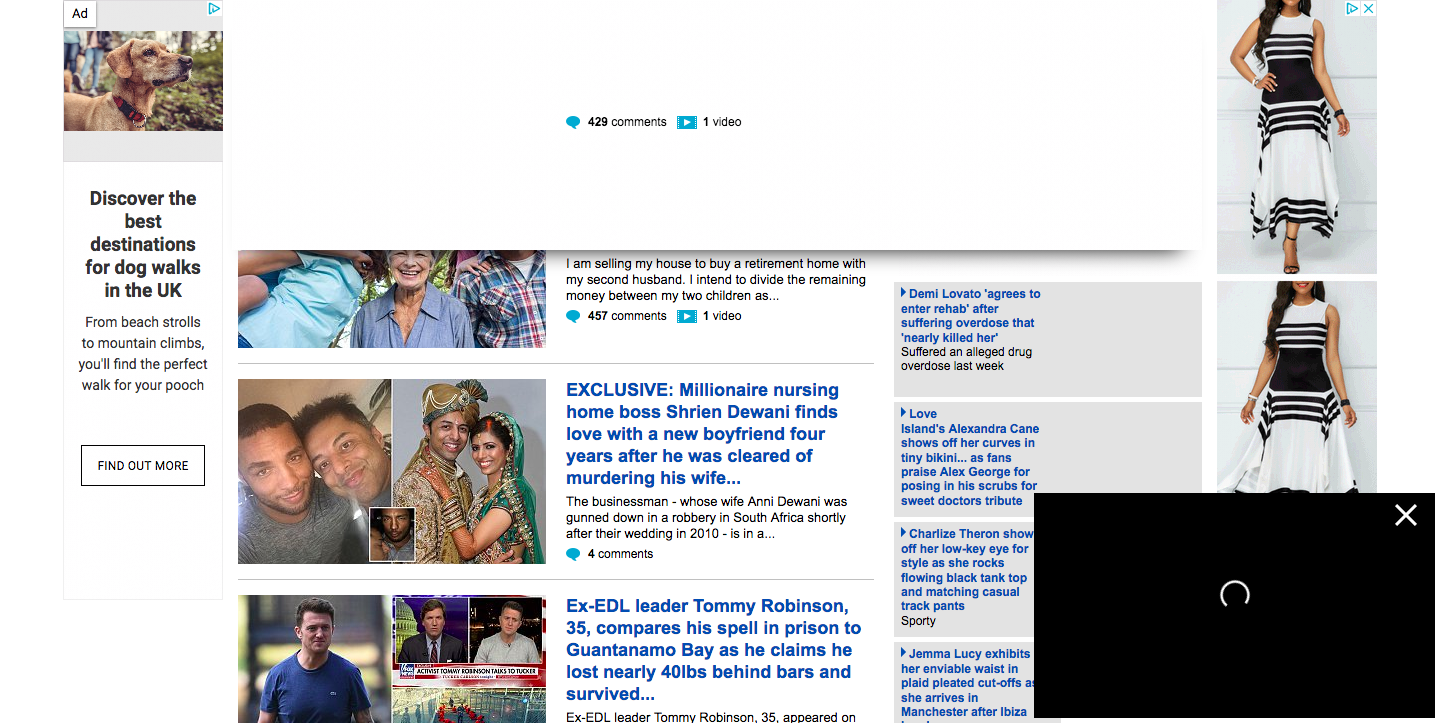 Ad
Discover the
best
destinations
for dog walks
in the UK
From beach strolls
to mountain climbs,
you'll find the perfect
walk for your pooch
FIND OUT MORE
429 comments 1 video
I am selling my house to buy a retirement home with
my second husband. I intend to divide the remaining
money between my two children as...
457 comments 1 video
EXCLUSIVE: Millionaire nursing
home boss Shrien Dewani finds
love with a new boyfriend four
years after he was cleared of
murdering his wife...
The businessman - whose wife Anni Dewani was
gunned down in a robbery in South Africa shortly
after their wedding in 2010 - is in a...
4 comments
ACTIVIST TOMMY ROBINSON TALKS TO TUCKER
TUCKER CARLSON tonight
Ex-EDL leader Tommy Robinson,
35, compares his spell in prison to
Guantanamo Bay as he claims he
lost nearly 40lbs behind bars and
survived...
Ex-EDL leader Tommy Robinson, 35, appeared on
Demi Lovato 'agrees to
enter rehab' after
suffering overdose that
'nearly killed her'
Suffered an alleged drug
overdose last week
Love
Island's Alexandra Cane
shows off her curves in
tiny bikini... as fans
praise Alex George for
posing in his scrubs for
sweet doctors tribute
Charlize Theron show
off her low-key eye for
style as she rocks
flowing black tank top
and matching casual
track pants
Sporty
Jemma Lucy exhibits
her enviable waist in
plaid pleated cut-offs as
she arrives in
Manchester after Ibiza